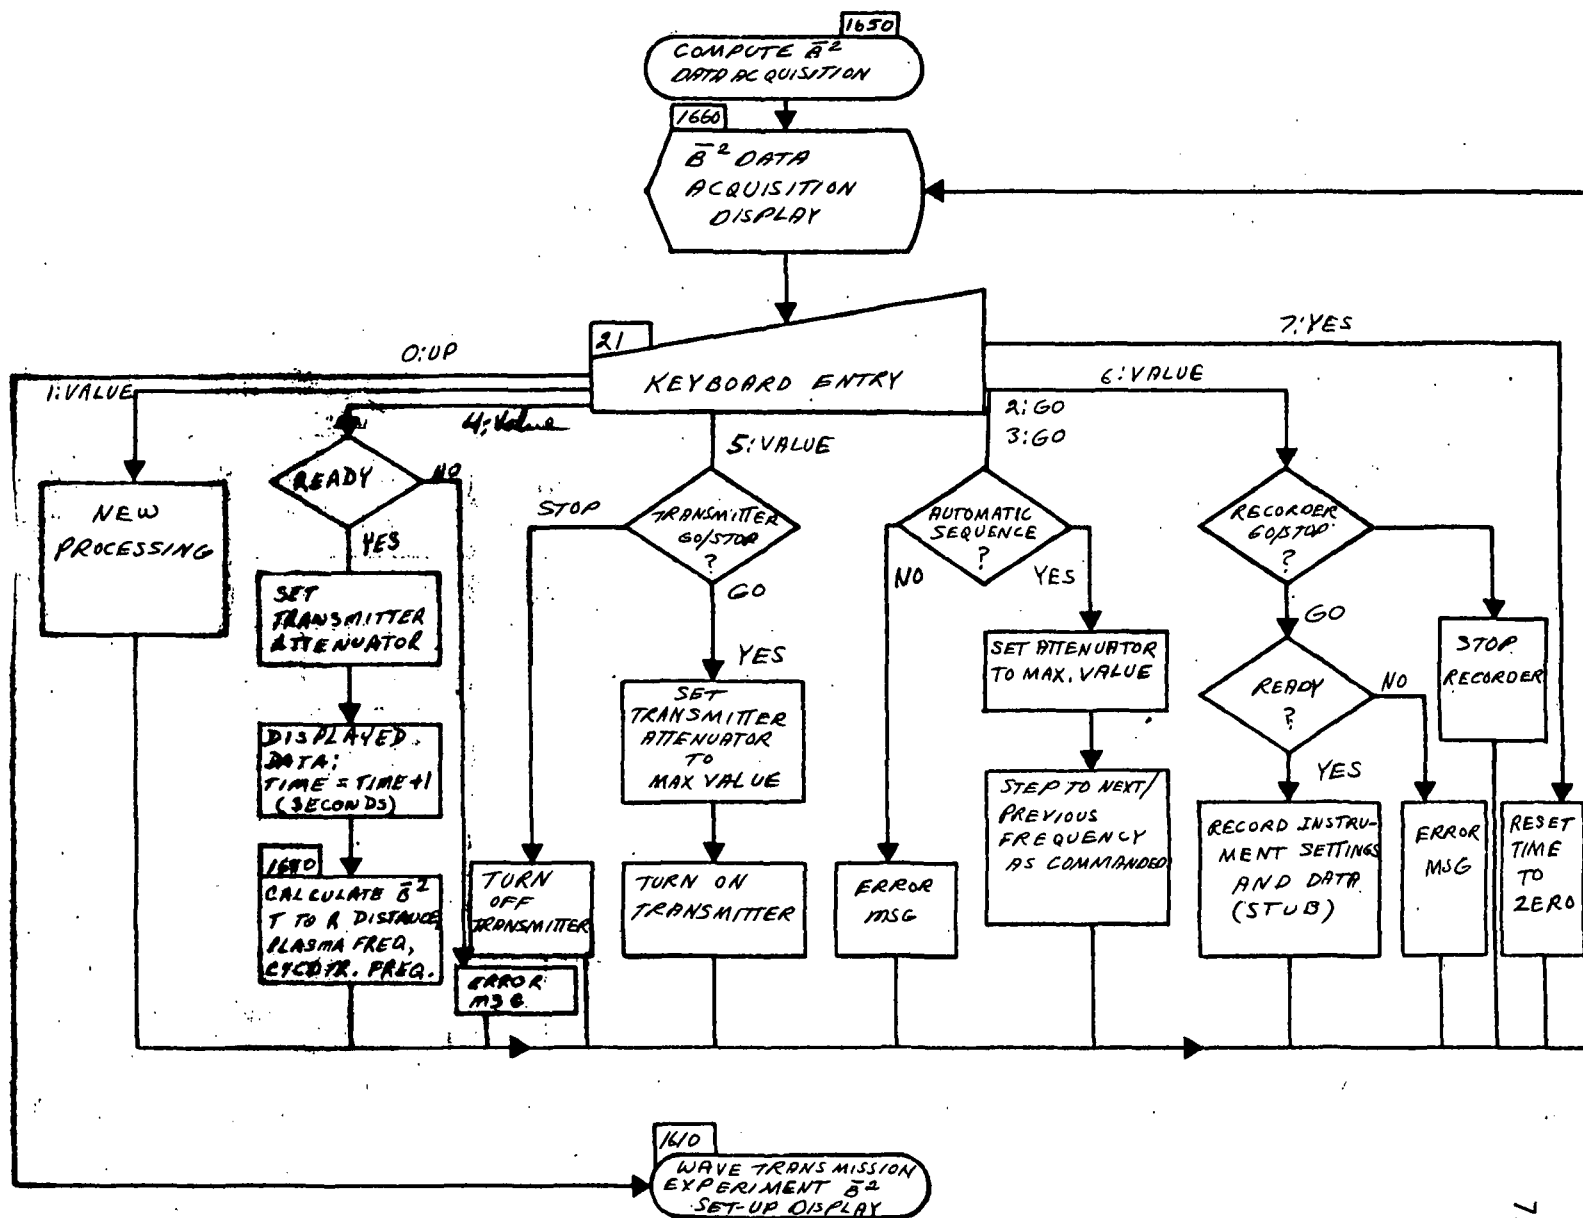 1650
COMPUTE B̄²
DATA ACQUISITION
1660
B̄² DATA
ACQUISITION
DISPLAY
21
KEYBOARD ENTRY
0:UP
1:VALUE
4:Value
5:VALUE
2:GO
3:GO
6:VALUE
7:YES
NEW
PROCESSING
READY
NO
YES
SET
TRANSMITTER
ATTENUATOR
DISPLAYED
DATA:
TIME = TIME+1
(SECONDS)
CALCULATE B̄²
T TO R DISTANCE,
PLASMA FREQ,
FREQ.
ERROR
MSG
STOP
TRANSMITTER
GO/STOP
?
GO
YES
SET
TRANSMITTER
ATTENUATOR
TO
MAX VALUE
TURN
OFF
TRANSMITTER
TURN ON
TRANSMITTER
AUTOMATIC
SEQUENCE
?
NO
YES
ERROR
MSG
SET ATTENUATOR
TO MAX. VALUE
STEP TO NEXT/
PREVIOUS
FREQUENCY
AS COMMANDED
RECORDER
GO/STOP
?
GO
READY
?
NO
YES
STOP
RECORDER
RECORD INSTRU-
MENT SETTINGS
AND DATA
(STUB)
ERROR
MSG
RESET
TIME
TO
ZERO
1610
WAVE TRANSMISSION
EXPERIMENT B̄²
SET-UP DISPLAY
7